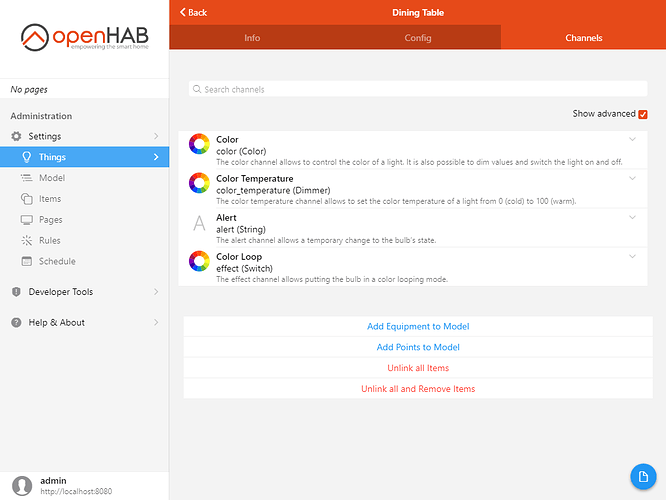 openHAB
empowering the smart home
No pages
Administration
Settings
Things
Model
Items
Pages
Rules
Schedule
Developer Tools
Help & About
admin
http://localhost:8080
Back
Dining Table
Info
Config
Channels
Search channels
Show advanced
Color
color (Color)
The color channel allows to control the color of a light. It is also possible to dim values and switch the light on and off.
Color Temperature
color_temperature (Dimmer)
The color temperature channel allows to set the color temperature of a light from 0 (cold) to 100 (warm).
A
Alert
alert (String)
The alert channel allows a temporary change to the bulb's state.
Color Loop
effect (Switch)
The effect channel allows putting the bulb in a color looping mode.
Add Equipment to Model
Add Points to Model
Unlink all Items
Unlink all and Remove Items